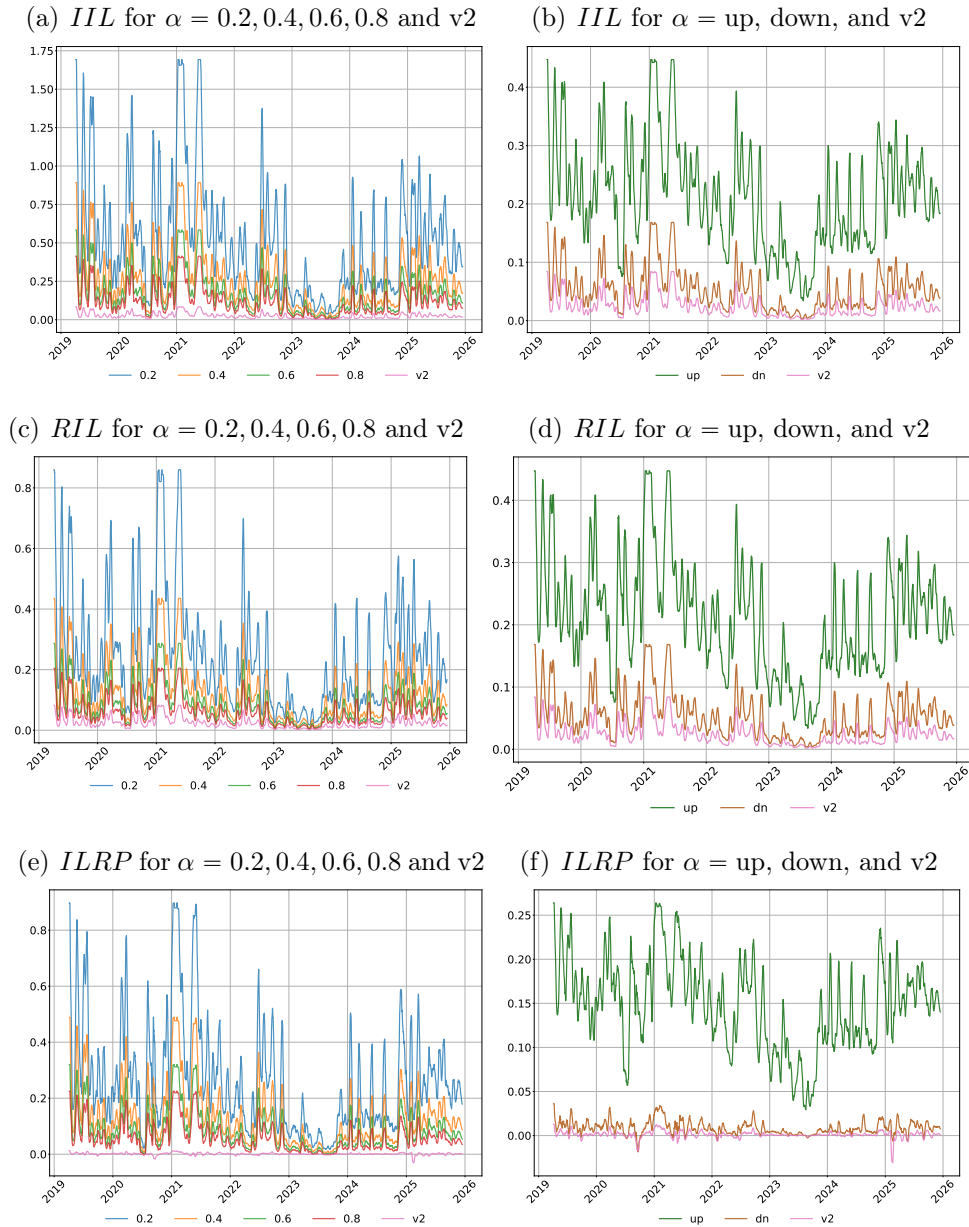 (a) IIL for α = 0.2, 0.4, 0.6, 0.8 and v2
1.75
1.50
1.25
1.00
0.75
0.50
0.25
0.00
2019 2020 2021 2022 2023 2024 2025 2026
0.2 0.4 0.6 0.8 v2
(b) IIL for α = up, down, and v2
0.4
0.3
0.2
0.1
0.0
2019 2020 2021 2022 2023 2024 2025 2026
up dn v2
(c) RIL for α = 0.2, 0.4, 0.6, 0.8 and v2
0.8
0.6
0.4
0.2
0.0
2019 2020 2021 2022 2023 2024 2025 2026
0.2 0.4 0.6 0.8 v2
(d) RIL for α = up, down, and v2
0.4
0.3
0.2
0.1
0.0
2019 2020 2021 2022 2023 2024 2025 2026
up dn v2
(e) ILRP for α = 0.2, 0.4, 0.6, 0.8 and v2
0.8
0.6
0.4
0.2
0.0
2019 2020 2021 2022 2023 2024 2025 2026
0.2 0.4 0.6 0.8 v2
(f) ILRP for α = up, down, and v2
0.25
0.20
0.15
0.10
0.05
0.00
2019 2020 2021 2022 2023 2024 2025 2026
up dn v2